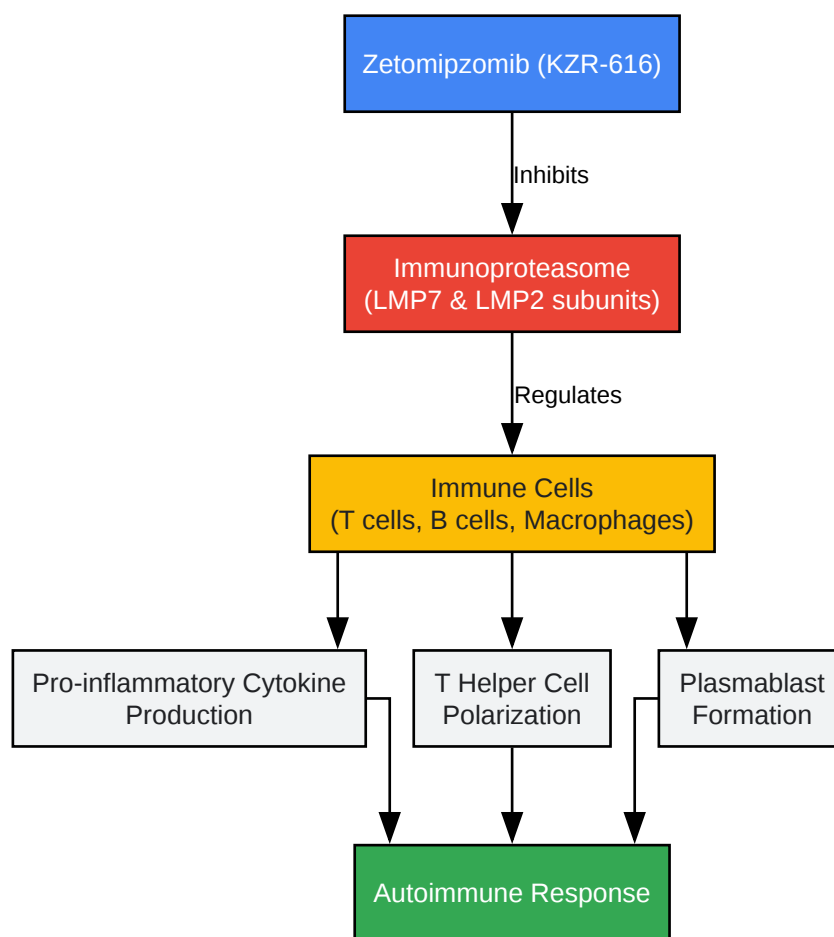 Zetomipzomib (KZR-616)
Inhibits
Immunoproteasome
(LMP7 & LMP2 subunits)
Regulates
Immune Cells
(T cells, B cells, Macrophages)
Pro-inflammatory Cytokine
Production
T Helper Cell
Polarization
Plasmablast
Formation
Autoimmune Response